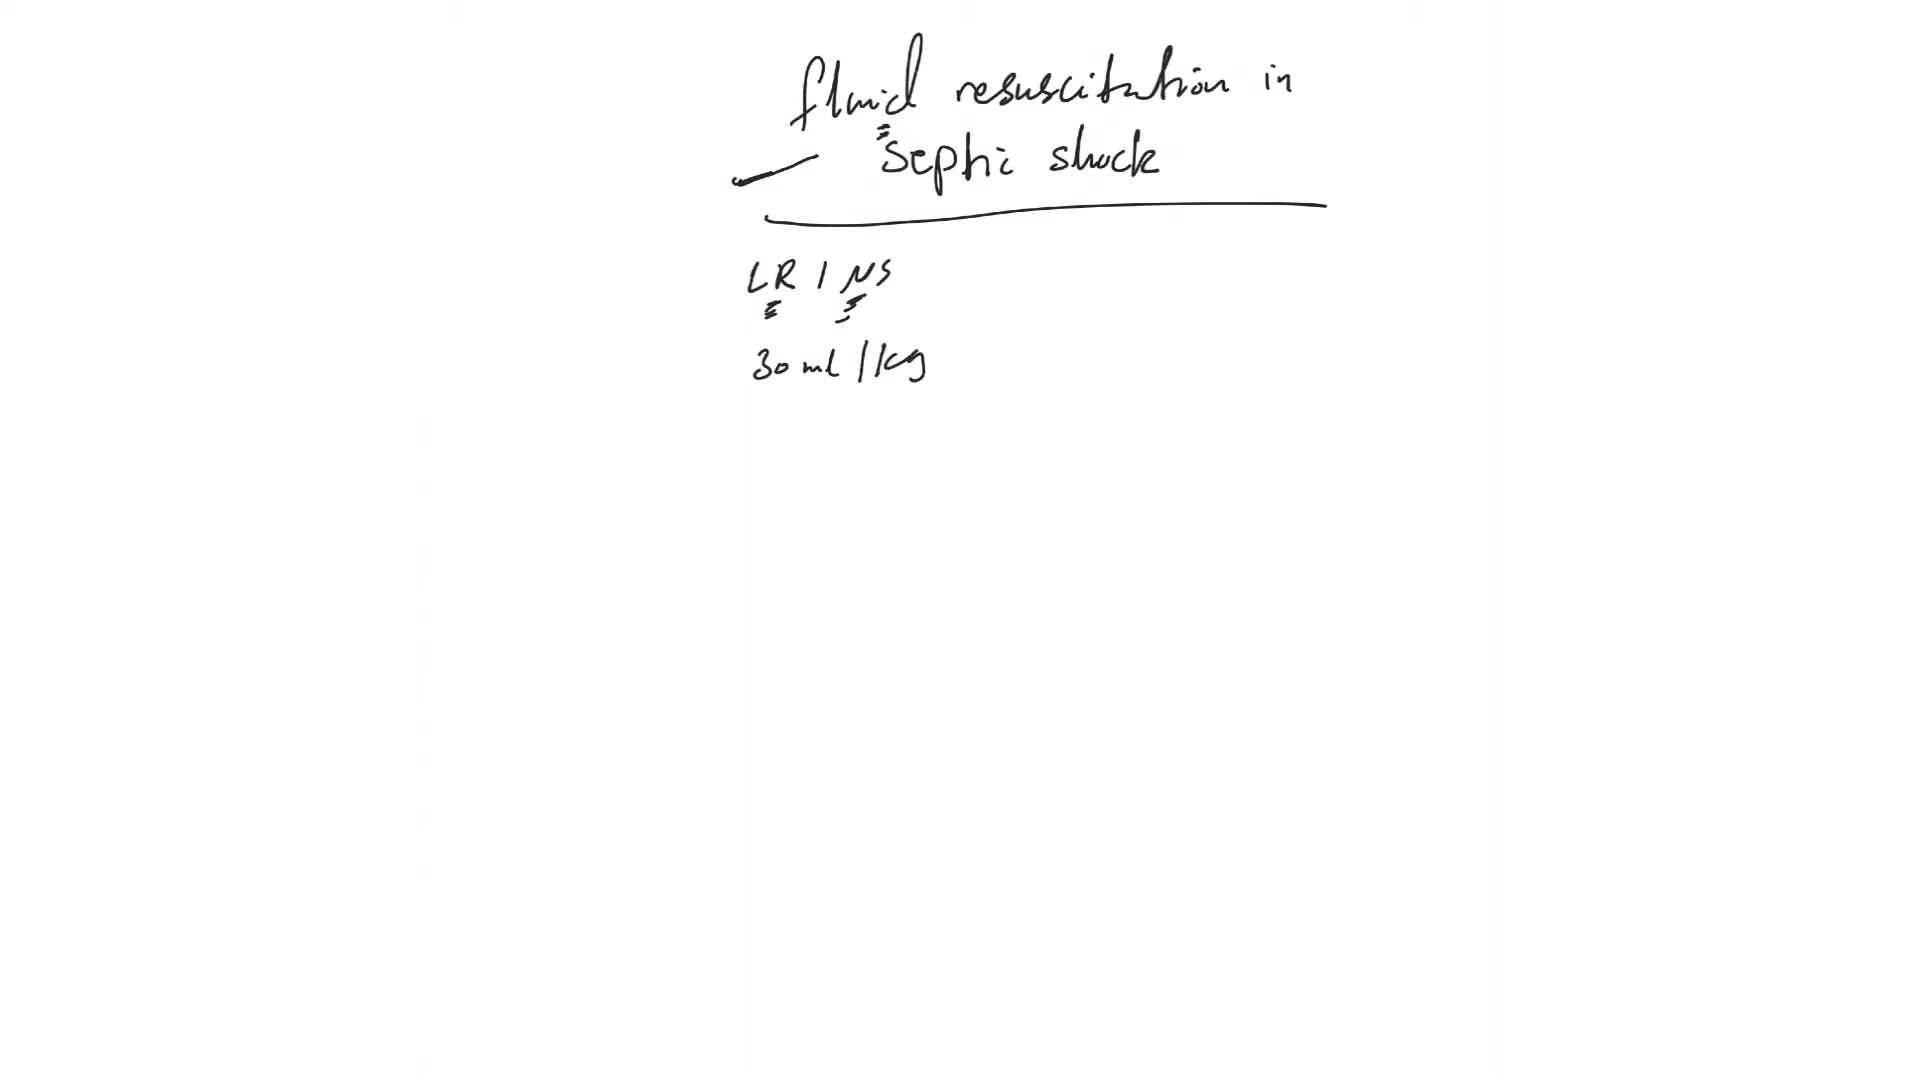 fluid resuscitation in
septic shock
LR / NS
30 ml / kg